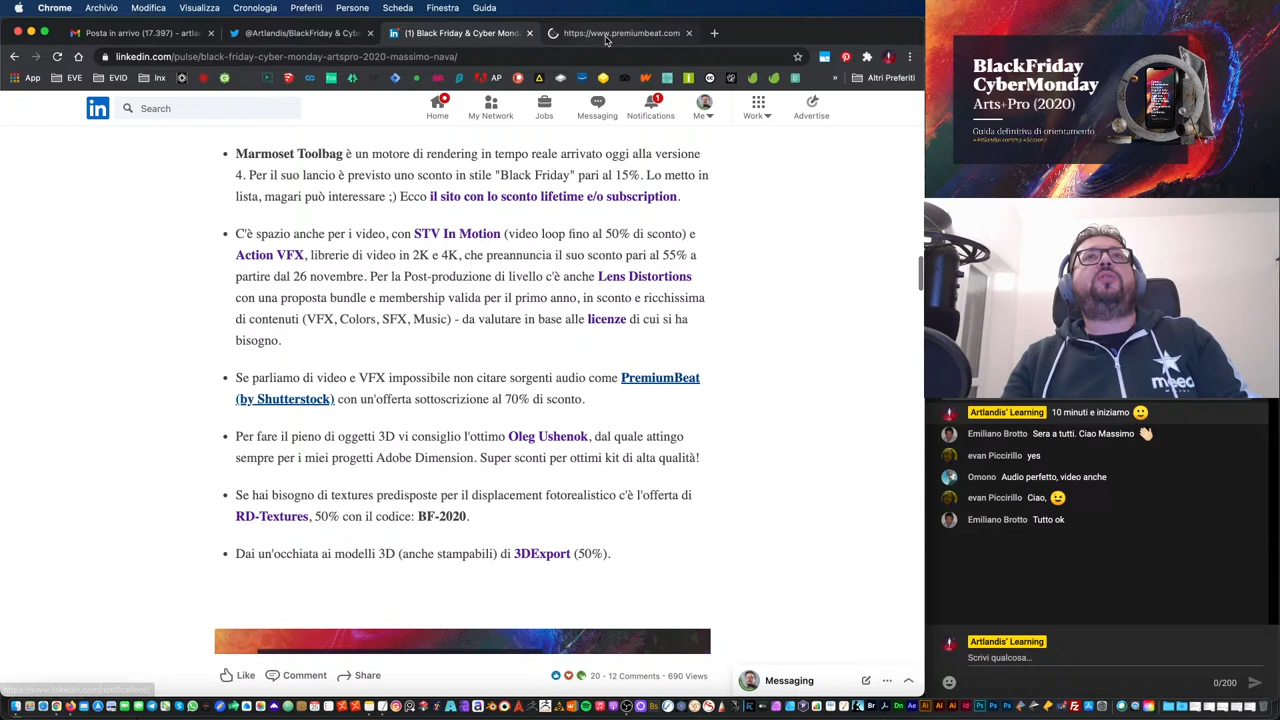 Chrome Archivio Modifica Visualizza Cronologia Preferiti Persone Scheda Finestra Guida
Posta in arrivo (17.397) - artlan
@Artlandis/BlackFriday & Cybe
(1) Black Friday & Cyber Mond
https://www.premiumbeat.com
linkedin.com/pulse/black-friday-cyber-monday-artspro-2020-massimo-nava/
App EVE EVID Inx AP Altri Preferiti
Search
Home My Network Jobs Messaging Notifications Me Work Advertise
• Marmoset Toolbag è un motore di rendering in tempo reale arrivato oggi alla versione
4. Per il suo lancio è previsto uno sconto in stile "Black Friday" pari al 15%. Lo metto in
lista, magari può interessare ;) Ecco il sito con lo sconto lifetime e/o subscription.
• C'è spazio anche per i video, con STV In Motion (video loop fino al 50% di sconto) e
Action VFX, librerie di video in 2K e 4K, che preannuncia il suo sconto pari al 55% a
partire dal 26 novembre. Per la Post-produzione di livello c'è anche Lens Distortions
con una proposta bundle e membership valida per il primo anno, in sconto e ricchissima
di contenuti (VFX, Colors, SFX, Music) - da valutare in base alle licenze di cui si ha
bisogno.
• Se parliamo di video e VFX impossibile non citare sorgenti audio come PremiumBeat
(by Shutterstock) con un'offerta sottoscrizione al 70% di sconto.
• Per fare il pieno di oggetti 3D vi consiglio l'ottimo Oleg Ushenok, dal quale attingo
sempre per i miei progetti Adobe Dimension. Super sconti per ottimi kit di alta qualità!
• Se hai bisogno di textures predisposte per il displacement fotorealistico c'è l'offerta di
RD-Textures, 50% con il codice: BF-2020.
• Dai un'occhiata ai modelli 3D (anche stampabili) di 3DExport (50%).
Like Comment Share
20 • 12 Comments • 690 Views
Messaging
https://www.linkedin.com/notifications/
BlackFriday
CyberMonday
Arts+Pro (2020)
Guida definitiva di orientamento
meed
Artlandis' Learning 10 minuti e iniziamo
Emiliano Brotto Sera a tutti. Ciao Massimo
evan Piccirillo yes
Omono Audio perfetto, video anche
evan Piccirillo Ciao,
Emiliano Brotto Tutto ok
Artlandis' Learning
Scrivi qualcosa...
0/200